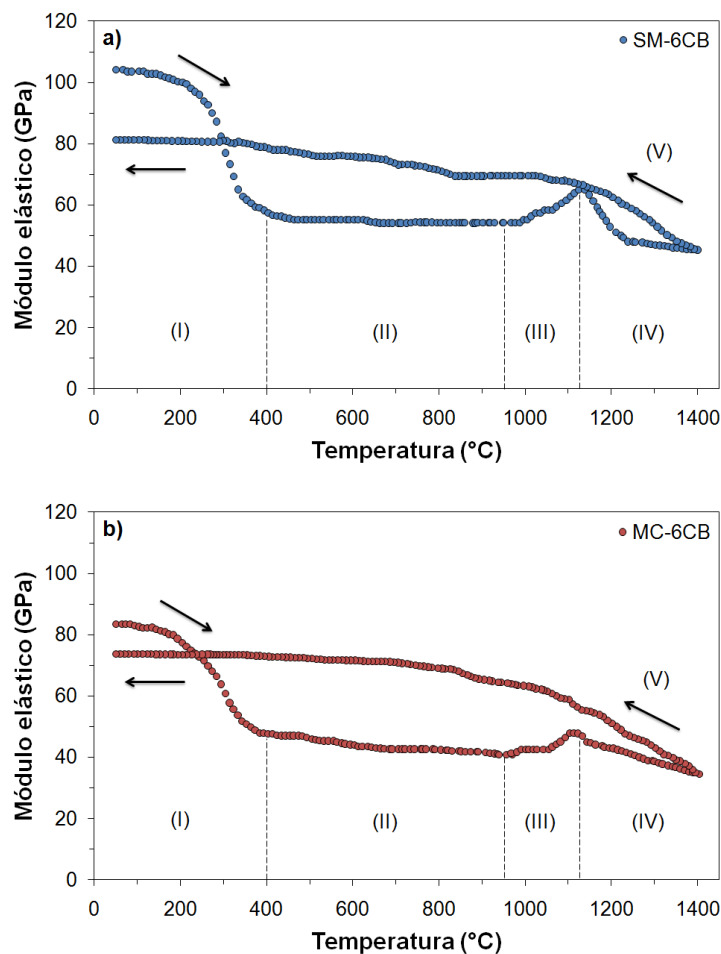 a)
SM-6CB
120
100
80
60
40
20
0
Módulo elástico (GPa)
(I)
(II)
(III)
(IV)
(V)
0 200 400 600 800 1000 1200 1400
Temperatura (°C)
b)
MC-6CB
120
100
80
60
40
20
0
Módulo elástico (GPa)
(I)
(II)
(III)
(IV)
(V)
0 200 400 600 800 1000 1200 1400
Temperatura (°C)